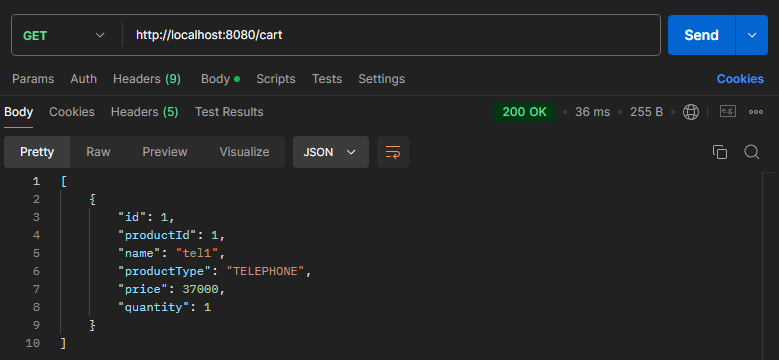 GET http://localhost:8080/cart Send
Params Auth Headers (9) Body Scripts Tests Settings Cookies
Body Cookies Headers (5) Test Results 200 OK 36 ms 255 B e.g.
Pretty Raw Preview Visualize JSON
1 [
2 {
3 "id": 1,
4 "productId": 1,
5 "name": "tel1",
6 "productType": "TELEPHONE",
7 "price": 37000,
8 "quantity": 1
9 }
10 ]